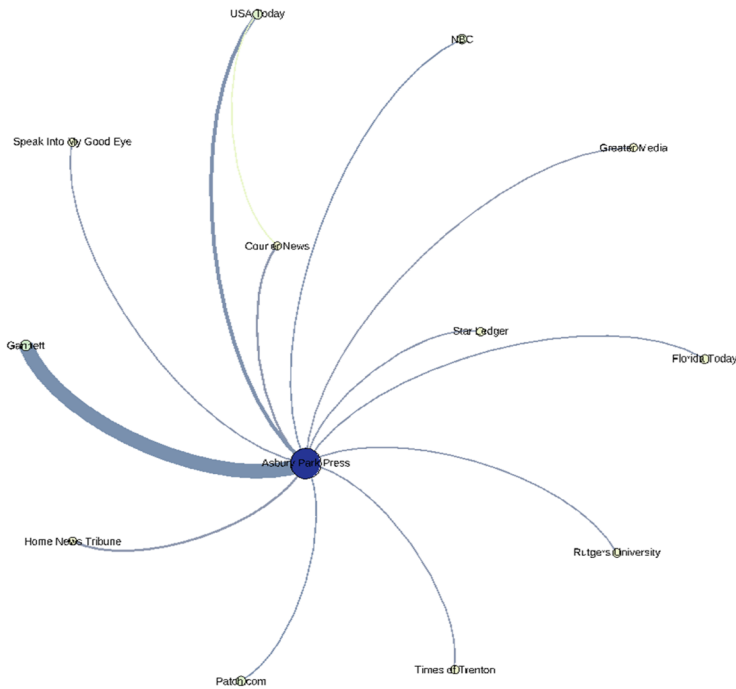 USA Today
NBC
Speak Into My Good Eye
Greater Media
Courier News
Star Ledger
Gannett
Florida Today
Asbury Park Press
Home News Tribune
Rutgers University
Times of Trenton
Patch.com